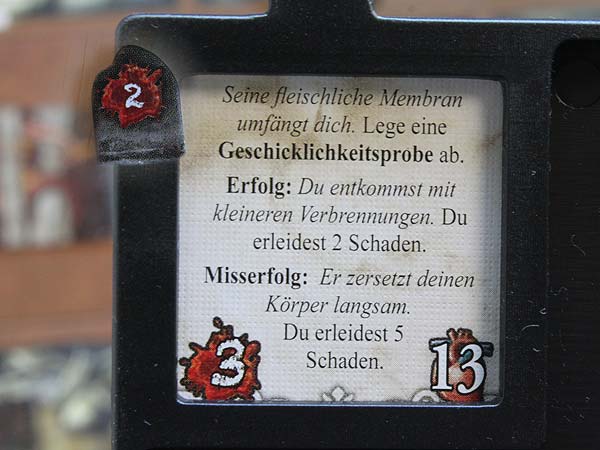 2
Seine fleischliche Membran
umfängt dich. Lege eine
Geschicklichkeitsprobe ab.
Erfolg: Du entkommst mit
kleineren Verbrennungen. Du
erleidest 2 Schaden.
Misserfolg: Er zersetzt deinen
Körper langsam.
Du erleidest 5
Schaden.
3
13